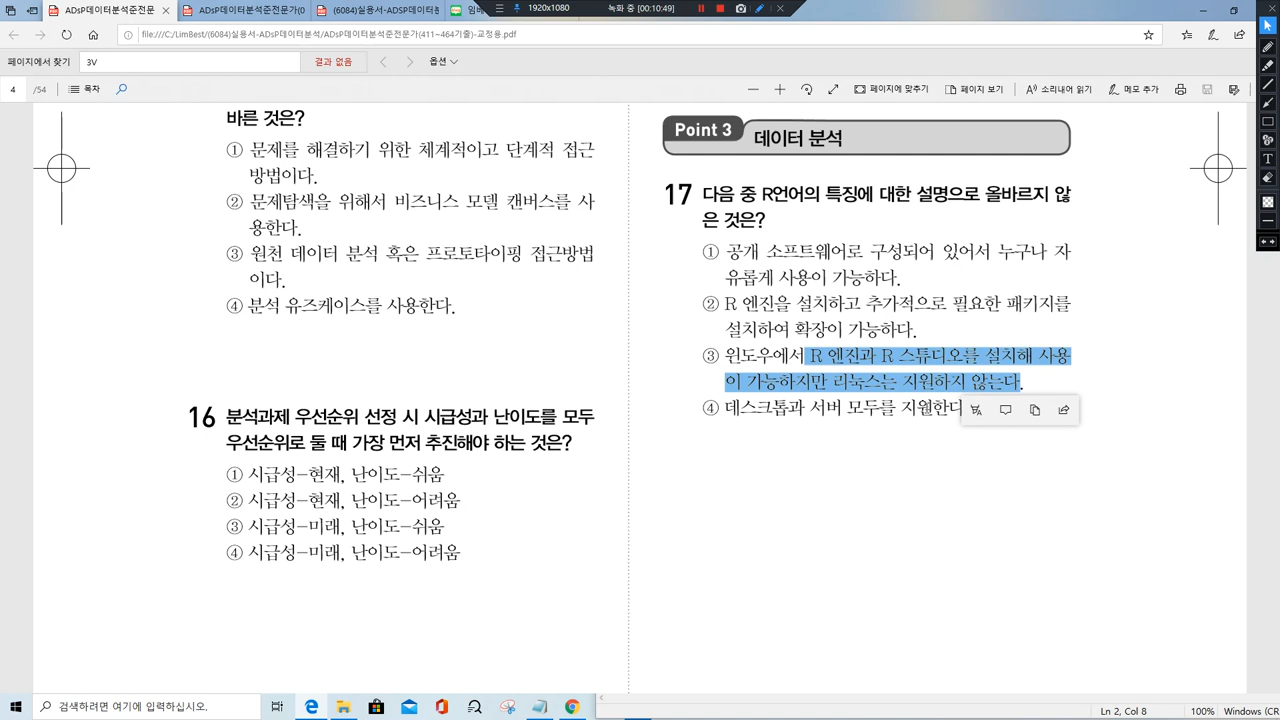 ADsP데이터분석준전문
ADsP데이터분석준전문가(0
(6084)실용서-ADsP데이터분
1920x1080
녹화 중 [00:10:49]
file:///C:/LimBest/(6084)실용서-ADsP데이터분석/ADsP데이터분석준전문가(411~464기출)-교정용.pdf
페이지에서 찾기
3V
결과 없음
옵션
4
/54
목차
페이지에 맞추기
페이지 보기
소리내어 읽기
메모 추가
바른 것은?
① 문제를 해결하기 위한 체계적이고 단계적 접근
방법이다.
② 문제탐색을 위해서 비즈니스 모델 캔버스를 사
용한다.
③ 원천 데이터 분석 혹은 프로토타이핑 접근방법
이다.
④ 분석 유즈케이스를 사용한다.
16 분석과제 우선순위 선정 시 시급성과 난이도를 모두
우선순위로 둘 때 가장 먼저 추진해야 하는 것은?
① 시급성-현재, 난이도-쉬움
② 시급성-현재, 난이도-어려움
③ 시급성-미래, 난이도-쉬움
④ 시급성-미래, 난이도-어려움
Point 3 데이터 분석
17 다음 중 R언어의 특징에 대한 설명으로 올바르지 않
은 것은?
① 공개 소프트웨어로 구성되어 있어서 누구나 자
유롭게 사용이 가능하다.
② R 엔진을 설치하고 추가적으로 필요한 패키지를
설치하여 확장이 가능하다.
③ 윈도우에서 R 엔진과 R 스튜디오를 설치해 사용
이 가능하지만 리눅스는 지원하지 않는다.
④ 데스크톱과 서버 모두를 지원한다
검색하려면 여기에 입력하십시오.
Ln 2, Col 8
100%
Windows (CR